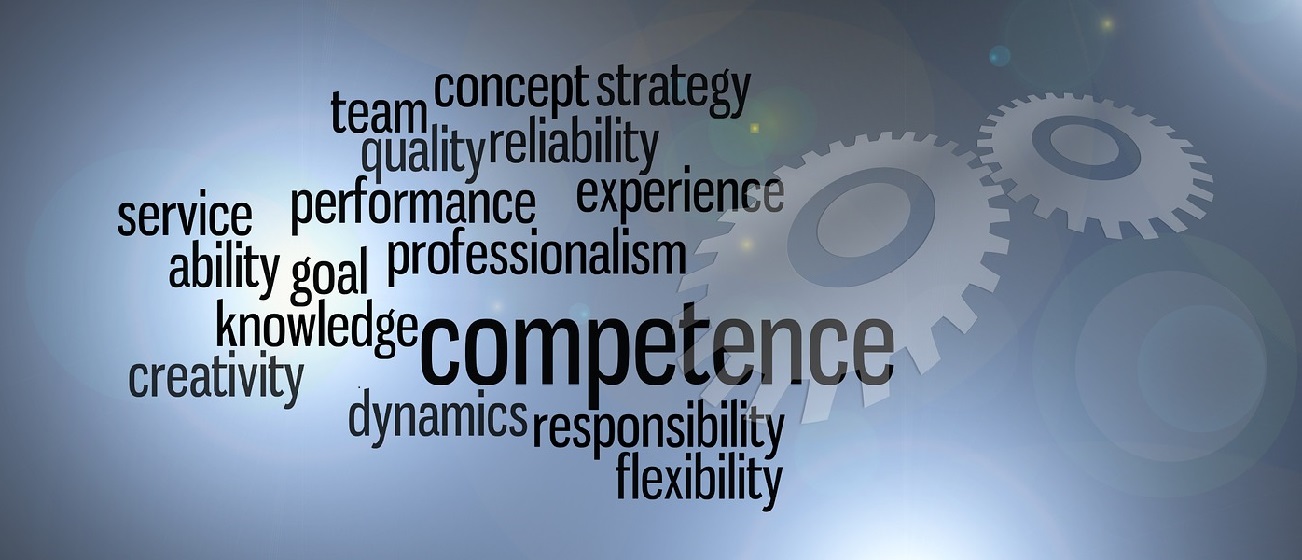 concept strategy
team
quality reliability
performance experience
service
ability goal professionalism
knowledge competence
creativity
dynamics responsibility
flexibility